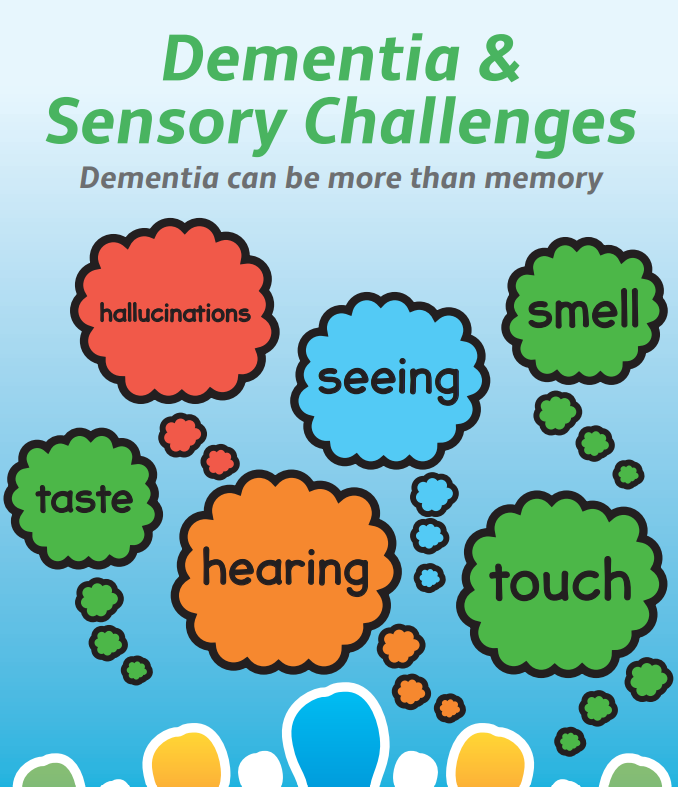 Dementia &
Sensory Challenges
Dementia can be more than memory
hallucinations
smell
seeing
taste
hearing
touch